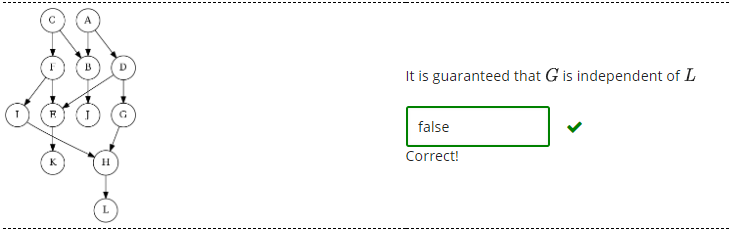 C A
F B D
I E J G
K H
L
It is guaranteed that G is independent of L
false
Correct!